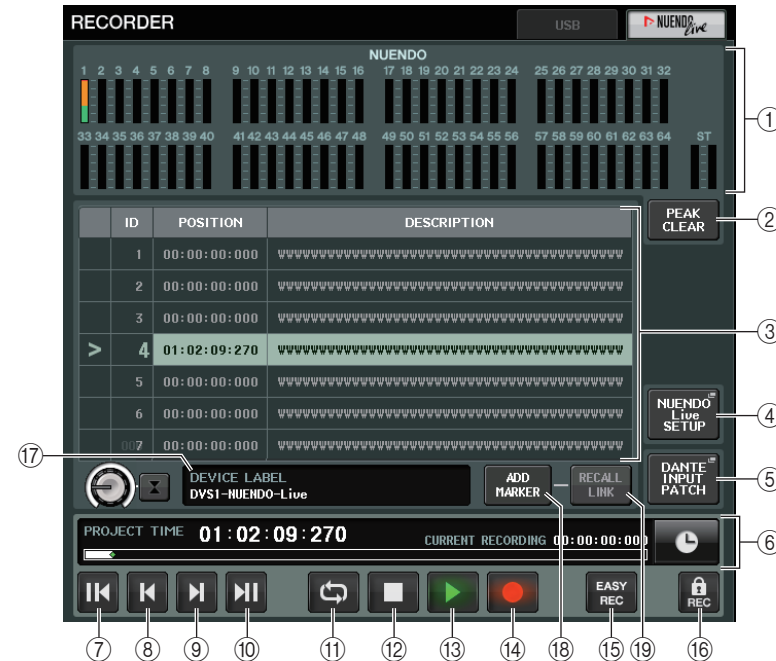 RECORDER
USB
NUENDO Live
NUENDO
1 2 3 4 5 6 7 8 9 10 11 12 13 14 15 16 17 18 19 20 21 22 23 24 25 26 27 28 29 30 31 32
①
33 34 35 36 37 38 39 40 41 42 43 44 45 46 47 48 49 50 51 52 53 54 55 56 57 58 59 60 61 62 63 64 ST
ID POSITION DESCRIPTION
PEAK
CLEAR
②
1 00:00:00:000 WWWWWWWWWWWWWWWWWWWWWWWWWWWWWWWWWWWWWWWW
2 00:00:00:000 WWWWWWWWWWWWWWWWWWWWWWWWWWWWWWWWWWWWWWWW
3 00:00:00:000 WWWWWWWWWWWWWWWWWWWWWWWWWWWWWWWWWWWWWWWW
③
> 4 01:02:09:270 WWWWWWWWWWWWWWWWWWWWWWWWWWWWWWWWWWWWWWWW
5 00:00:00:000 WWWWWWWWWWWWWWWWWWWWWWWWWWWWWWWWWWWWWWWW
6 00:00:00:000 WWWWWWWWWWWWWWWWWWWWWWWWWWWWWWWWWWWWWWWW
007 00:00:00:000 WWWWWWWWWWWWWWWWWWWWWWWWWWWWWWWWWWWWWWWW
NUENDO
Live
SETUP
④
⑰
DEVICE LABEL
DVS1-NUENDO-Live
ADD
MARKER
RECALL
LINK
DANTE
INPUT
PATCH
⑤
PROJECT TIME 01:02:09:270 CURRENT RECORDING 00:00:00:000
⑥
EASY
REC
REC
⑦ ⑧ ⑨ ⑩ ⑪ ⑫ ⑬ ⑭ ⑱ ⑮ ⑲ ⑯